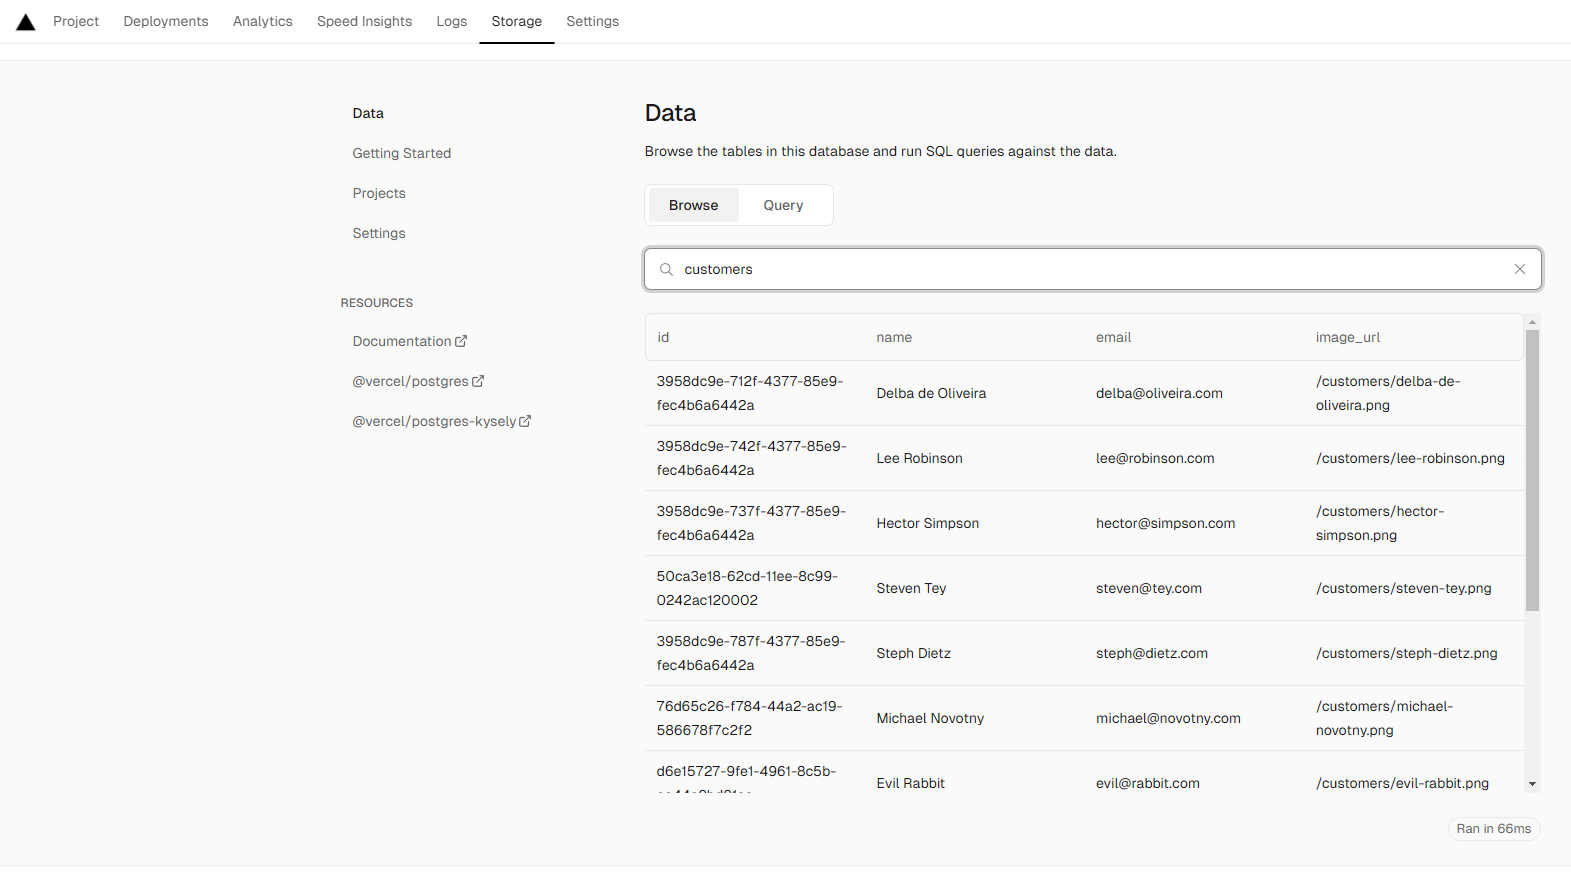 Project Deployments Analytics Speed Insights Logs Storage Settings
Data
Getting Started
Projects
Settings
RESOURCES
Documentation
@vercel/postgres
@vercel/postgres-kysely
Data
Browse the tables in this database and run SQL queries against the data.
Browse Query
customers
id name email image_url
3958dc9e-712f-4377-85e9-
fec4b6a6442a
Delba de Oliveira
delba@oliveira.com
/customers/delba-de-
oliveira.png
3958dc9e-742f-4377-85e9-
fec4b6a6442a
Lee Robinson
lee@robinson.com
/customers/lee-robinson.png
3958dc9e-737f-4377-85e9-
fec4b6a6442a
Hector Simpson
hector@simpson.com
/customers/hector-
simpson.png
50ca3e18-62cd-11ee-8c99-
0242ac120002
Steven Tey
steven@tey.com
/customers/steven-tey.png
3958dc9e-787f-4377-85e9-
fec4b6a6442a
Steph Dietz
steph@dietz.com
/customers/steph-dietz.png
76d65c26-f784-44a2-ac19-
586678f7c2f2
Michael Novotny
michael@novotny.com
/customers/michael-
novotny.png
d6e15727-9fe1-4961-8c5b-
Evil Rabbit
evil@rabbit.com
/customers/evil-rabbit.png
Ran in 66ms